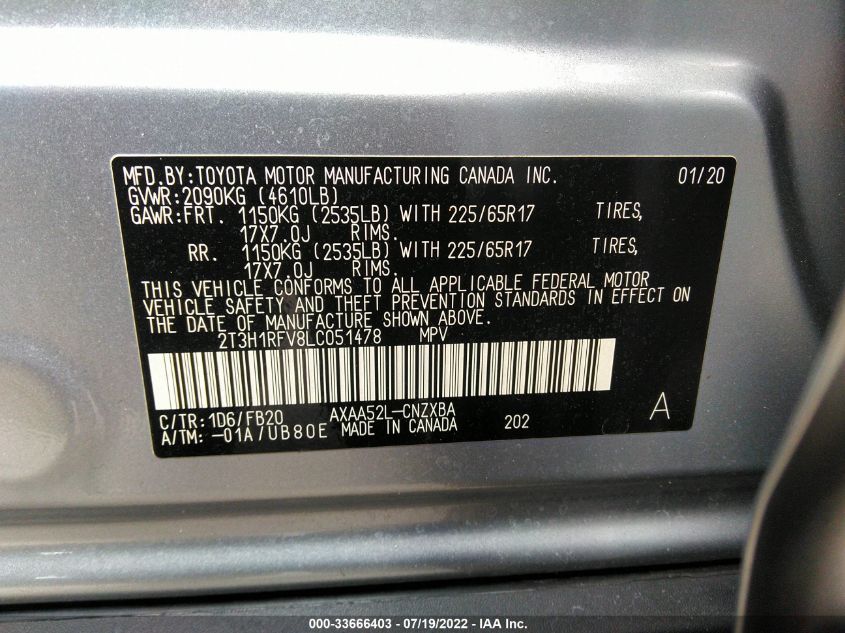 MFD.BY:TOYOTA MOTOR MANUFACTURING CANADA INC. 01/20
GVWR:2090KG (4610LB)
GAWR:FRT. 1150KG (2535LB) WITH 225/65R17 TIRES,
17X7.0J RIMS.
RR. 1150KG (2535LB) WITH 225/65R17 TIRES,
17X7.0J RIMS.
THIS VEHICLE CONFORMS TO ALL APPLICABLE FEDERAL MOTOR
VEHICLE SAFETY AND THEFT PREVENTION STANDARDS IN EFFECT ON
THE DATE OF MANUFACTURE SHOWN ABOVE.
2T3H1RFV8LC051478 MPV
C/TR:1D6/FB20 AXAA52L-CNZXBA A
A/TM:-01A/UB80E MADE IN CANADA 202
000-33666403 - 07/19/2022 - IAA Inc.